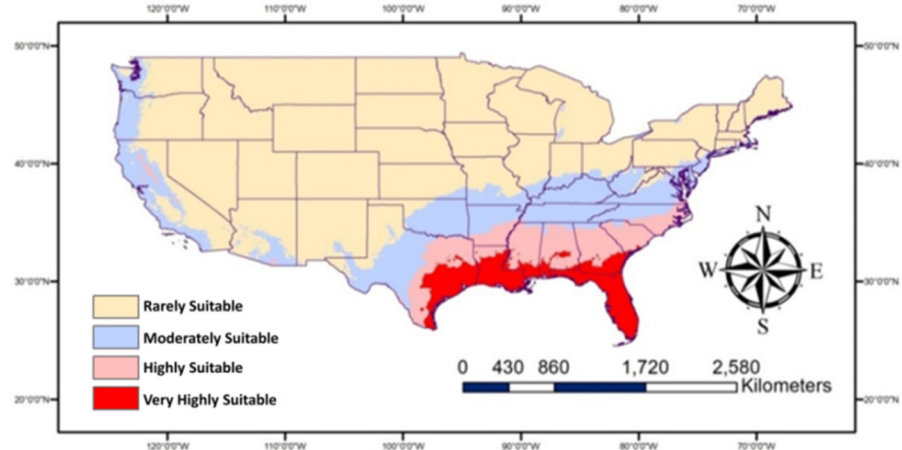 120°0'0"W 110°0'0"W 100°0'0"W 90°0'0"W 80°0'0"W 70°0'0"W
50°0'0"N 50°0'0"N
40°0'0"N 40°0'0"N
N
W E
30°0'0"N 30°0'0"N
S
Rarely Suitable
Moderately Suitable
Highly Suitable
Very Highly Suitable
0 430 860 1,720 2,580
Kilometers
20°0'0"N 20°0'0"N
120°0'0"W 110°0'0"W 100°0'0"W 90°0'0"W 80°0'0"W 70°0'0"W